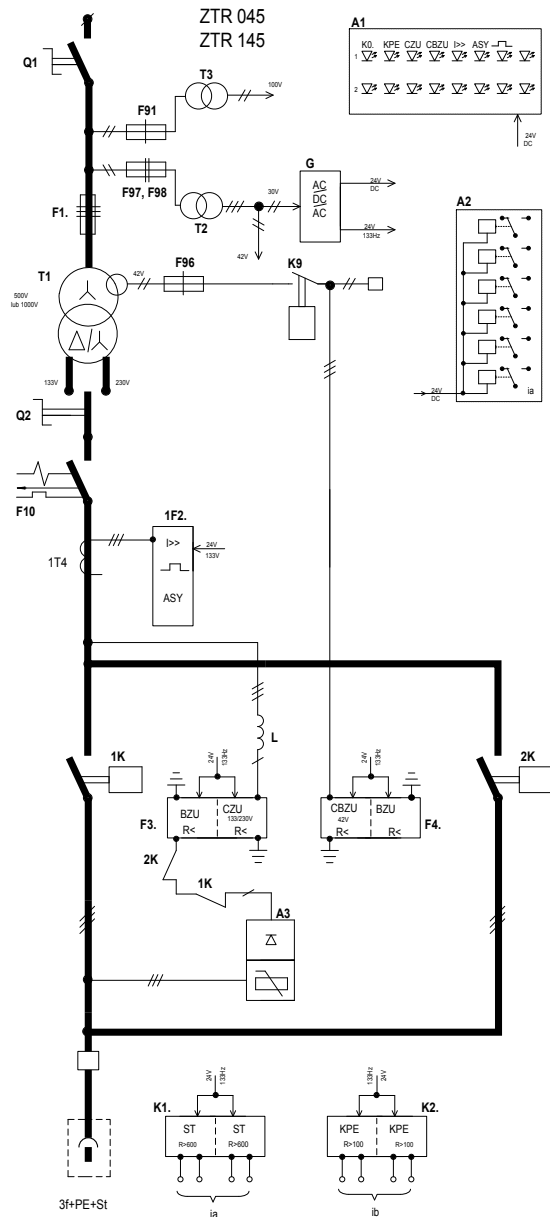 ZTR 045
ZTR 145
A1
K0. KPE CZU CBZU I>> ASY
1
2
24V
DC
Q1
T3
100V
F91
F97, F98
T2
30V
42V
G
AC
DC
AC
24V
DC
24V
133Hz
F1.
A2
24V
DC
ia
T1
500V
lub 1000V
42V
F96
K9
133V
230V
Q2
F10
1F2.
I>>
ASY
24V
133V
1T4
L
1K
2K
24V
133Hz
24V
133Hz
F3.
BZU
CZU
133/230V
R<
R<
CBZU
42V
BZU
R<
R<
F4.
2K
1K
A3
24V
133Hz
133Hz
24V
K1.
ST
ST
R>600
R>600
ia
K2.
KPE
KPE
R>100
R>100
ib
3f+PE+St